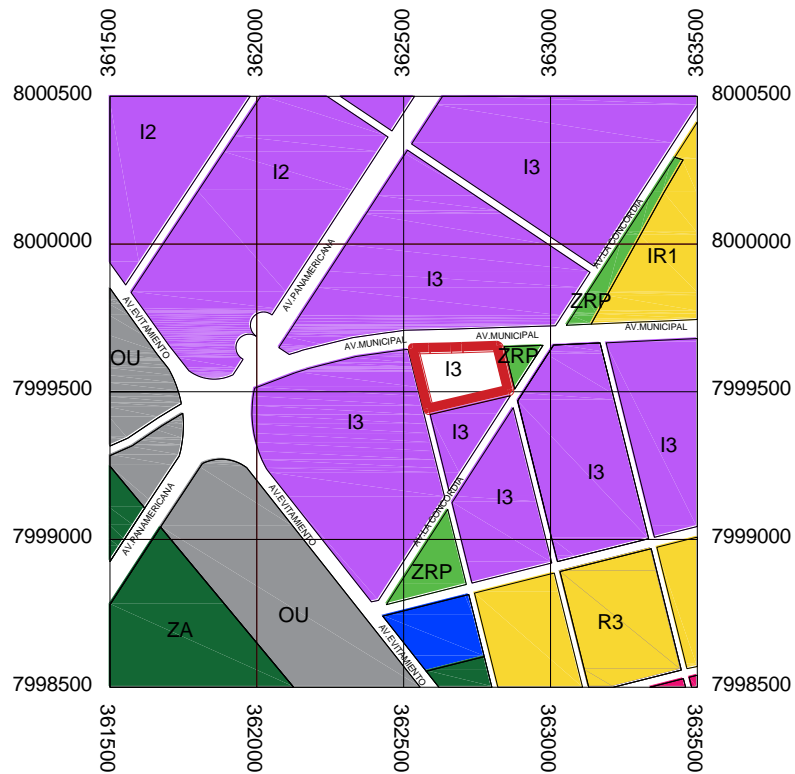 361500
362000
362500
363000
363500
8000500
8000500
I2
I2
I3
AV.LA CONCORDIA
8000000
8000000
IR1
AV.PANAMERICANA
I3
ZRP
AV.EVITAMIENTO
AV.MUNICIPAL
AV.MUNICIPAL
AV.MUNICIPAL
OU
ZRP
I3
7999500
7999500
I3
I3
I3
I3
I3
AV.PANAMERICANA
AV.EVITAMIENTO
AV.LA CONCORDIA
7999000
7999000
ZRP
OU
R3
ZA
AV.EVITAMIENTO
7998500
7998500
361500
362000
362500
363000
363500